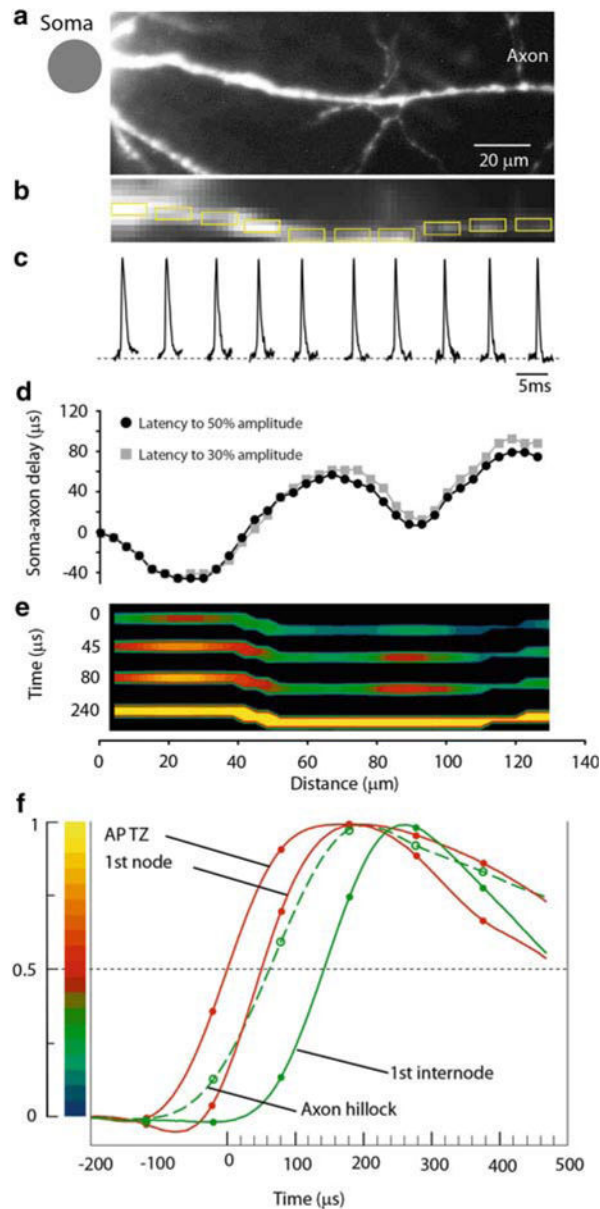 a
Soma
Axon
20 μm
b
c
5ms
d
120
80
40
0
-40
Soma-axon delay (μs)
Latency to 50% amplitude
Latency to 30% amplitude
e
0
45
80
240
Time (μs)
0 20 40 60 80 100 120 140
Distance (μm)
f
1
0.5
0
AP TZ
1st node
1st internode
Axon hillock
-200 -100 0 100 200 300 400 500
Time (μs)